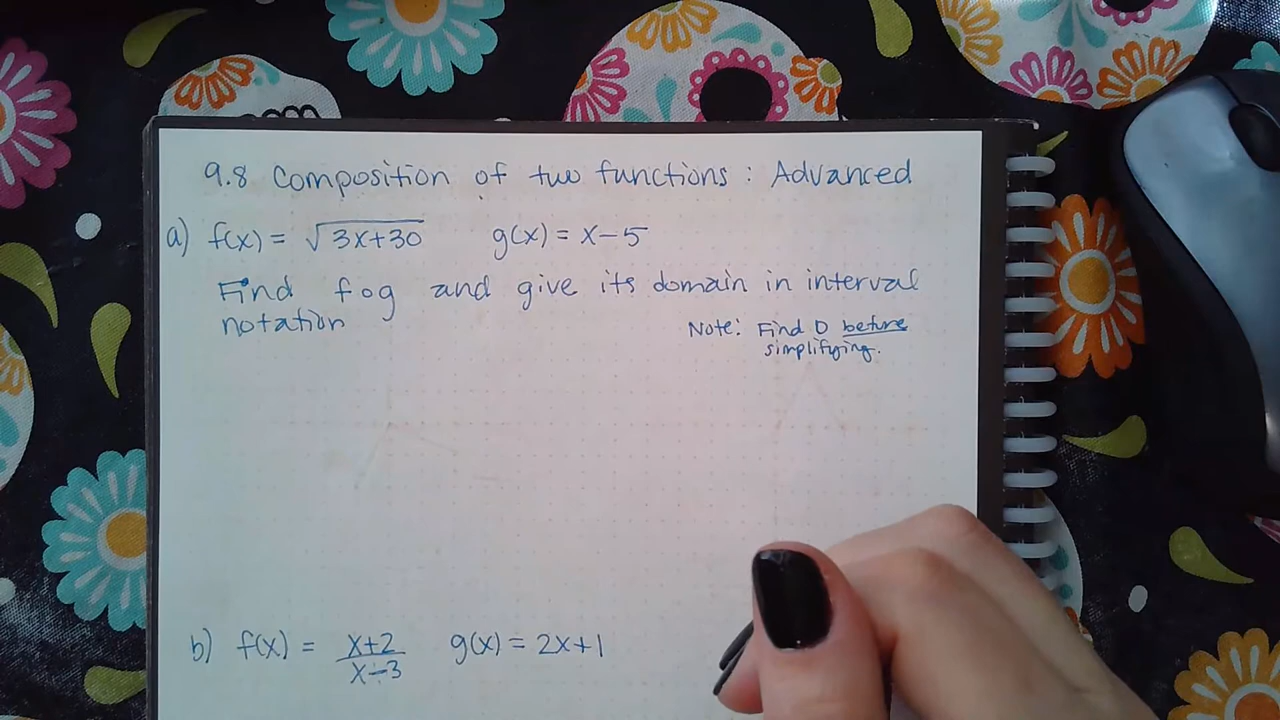 9.8 Composition of two functions : Advanced
a) f(x) = √3x+30 g(x) = x-5
Find fog and give its domain in interval
notation
Note: Find D before
simplifying.
b) f(x) = x+2/x-3 g(x) = 2x+1